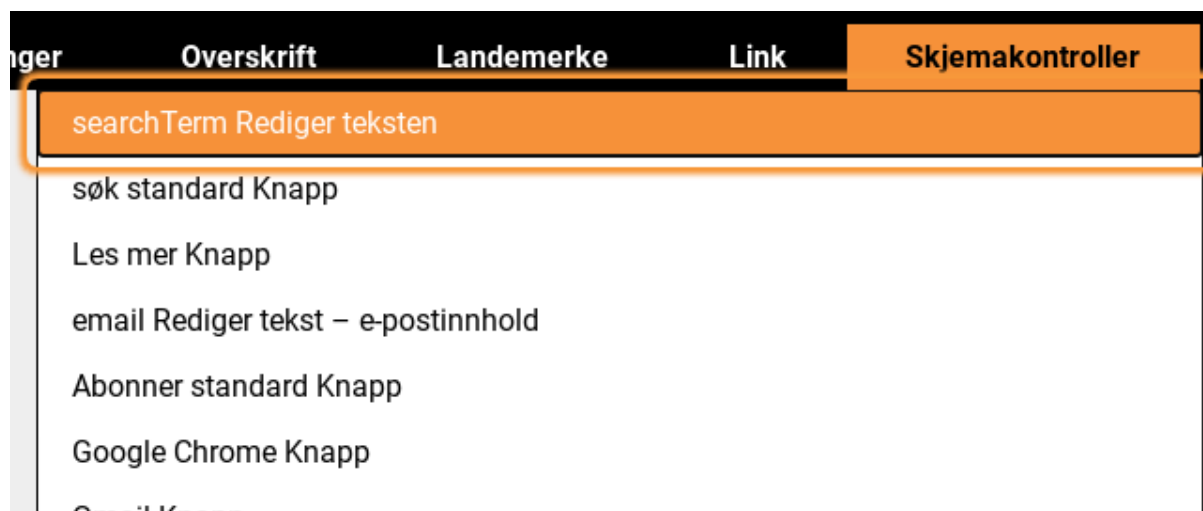 Overskrift Landemerke Link Skjemakontroller
searchTerm Rediger teksten
søk standard Knapp
Les mer Knapp
email Rediger tekst – e-postinnhold
Abonner standard Knapp
Google Chrome Knapp